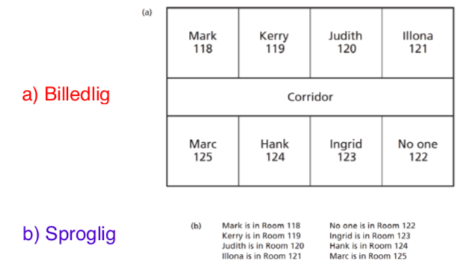 (a)
Mark Kerry Judith Illona
118 119 120 121
a) Billedlig
Corridor
Marc Hank Ingrid No one
125 124 123 122
b) Sproglig
(b) Mark is in Room 118 No one is in Room 122
Kerry is in Room 119 Ingrid is in Room 123
Judith is in Room 120 Hank is in Room 124
Illona is in Room 121 Marc is in Room 125